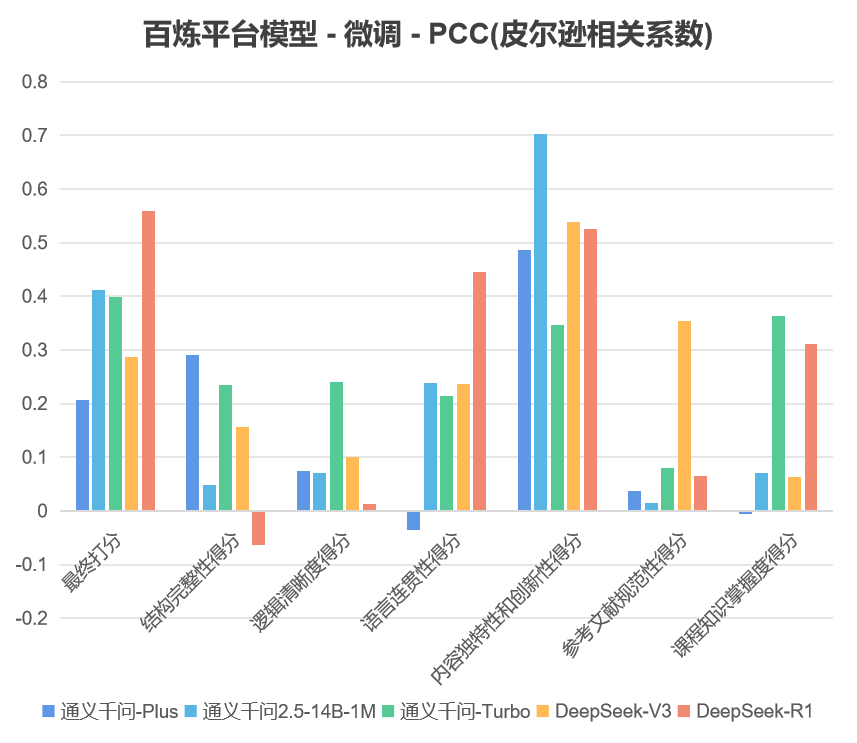 百炼平台模型 - 微调 - PCC(皮尔逊相关系数)
0.8
0.7
0.6
0.5
0.4
0.3
0.2
0.1
0
-0.1
-0.2
最终打分
结构完整性得分
逻辑清晰度得分
语言连贯性得分
内容独特性和创新性得分
参考文献规范性得分
课程知识掌握度得分
通义千问-Plus 通义千问2.5-14B-1M 通义千问-Turbo DeepSeek-V3 DeepSeek-R1